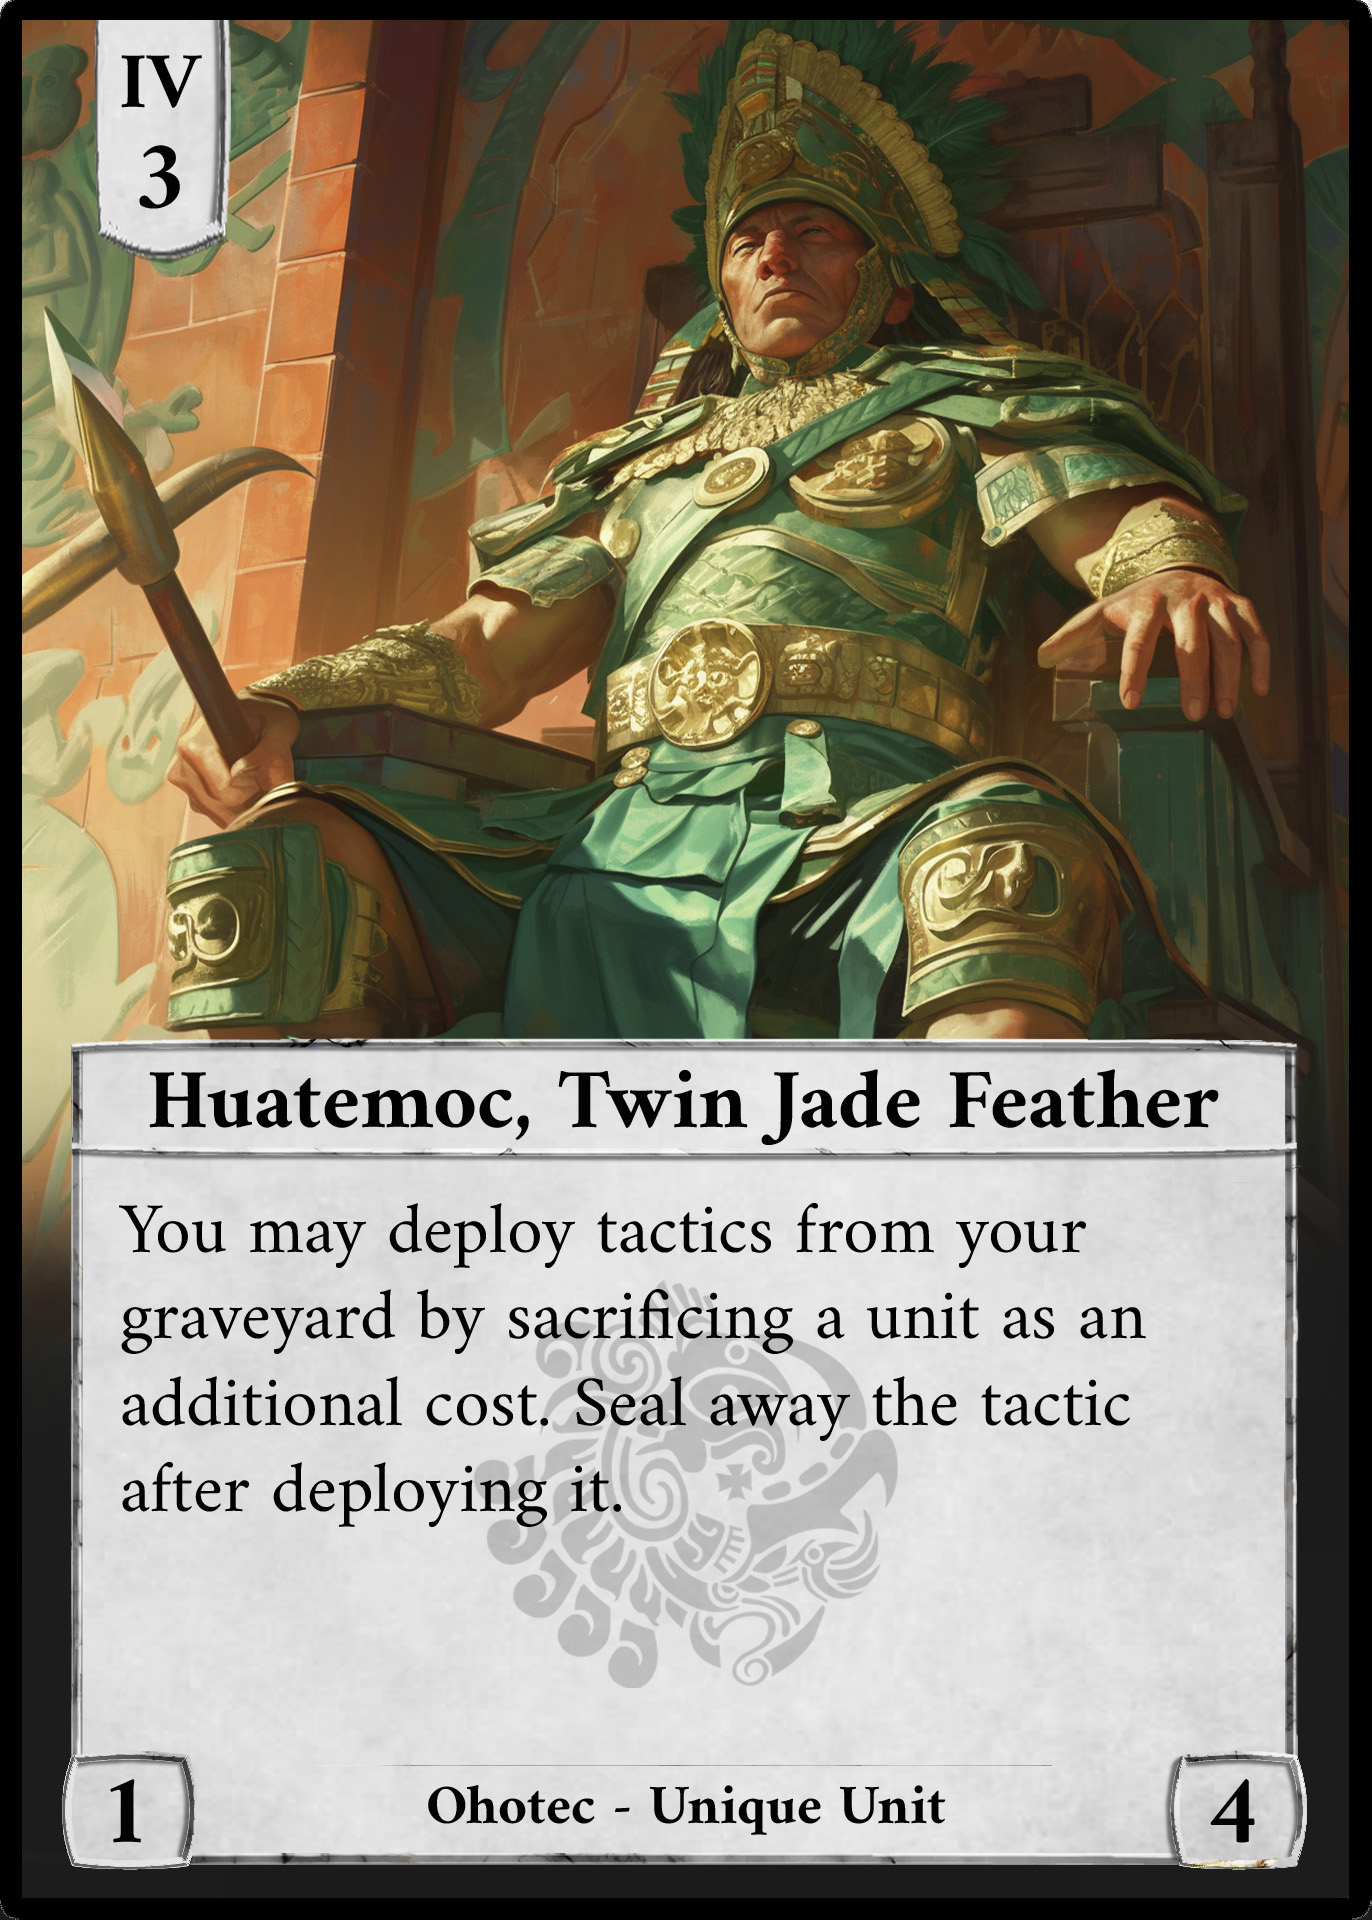 IV
3
Huatemoc, Twin Jade Feather
You may deploy tactics from your
graveyard by sacrificing a unit as an
additional cost. Seal away the tactic
after deploying it.
1
Ohotec - Unique Unit
4